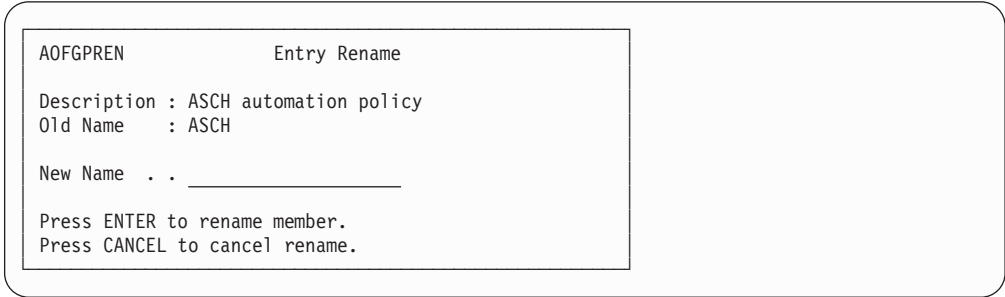 AOFGPREN Entry Rename
Description : ASCH automation policy
Old Name : ASCH
New Name . . ____________________
Press ENTER to rename member.
Press CANCEL to cancel rename.